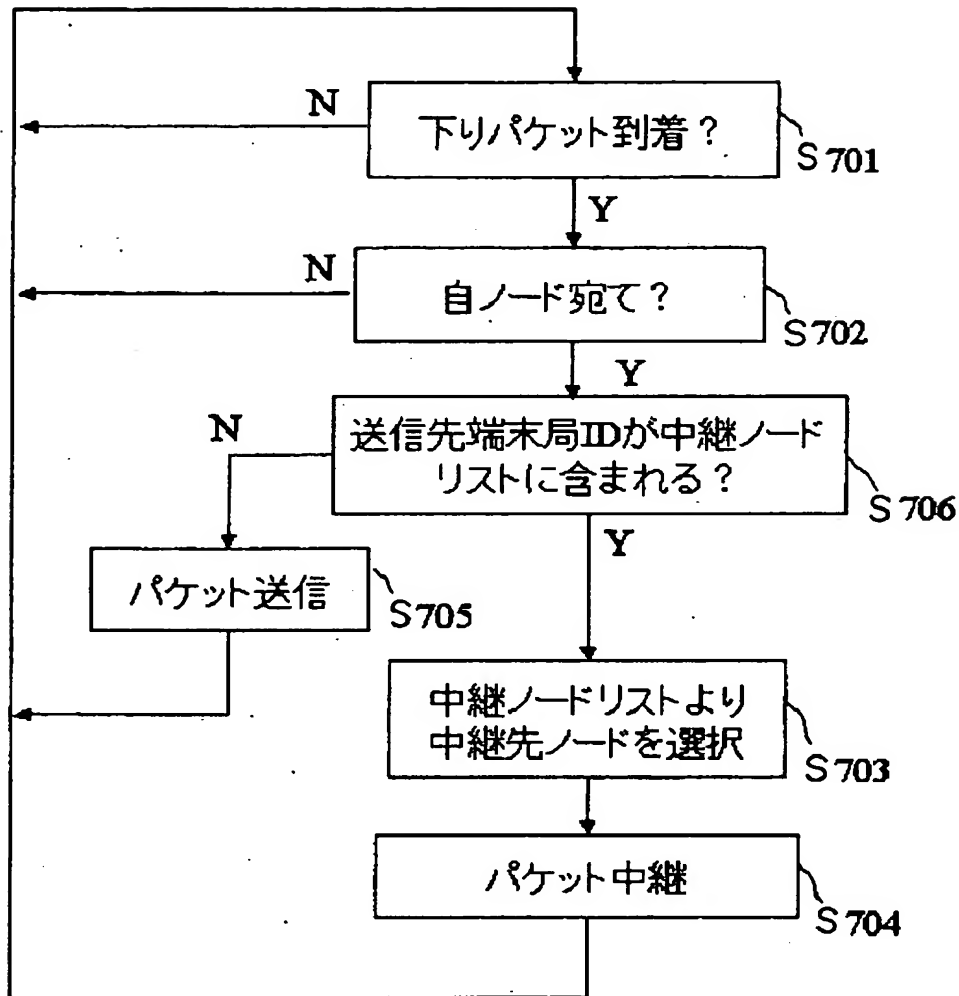 N
下りパケット到着？
S701
Y
N
自ノード宛て？
S702
Y
N
送信先端末局IDが中継ノード
リストに含まれる？
S706
Y
パケット送信
S705
中継ノードリストより
中継先ノードを選択
S703
パケット中継
S704